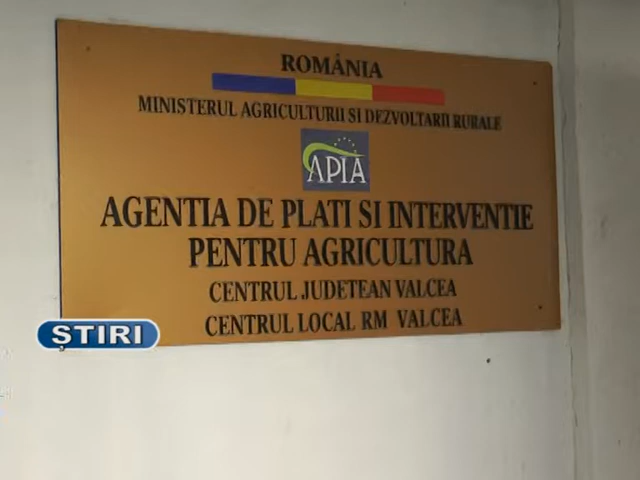 ROMÂNIA
MINISTERUL AGRICULTURII SI DEZVOLTARII RURALE
APIA
AGENTIA DE PLATI SI INTERVENTIE
PENTRU AGRICULTURA
CENTRUL JUDETEAN VALCEA
CENTRUL LOCAL RM VALCEA
ȘTIRI